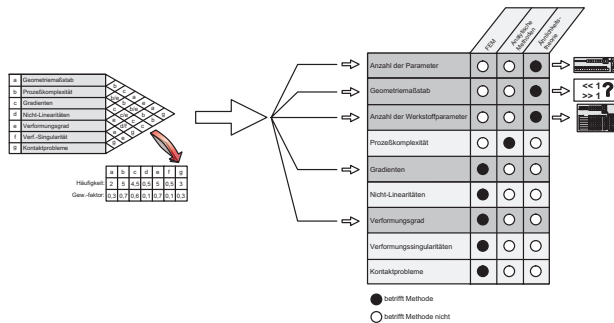 FEM
Analytische Methoden
Ähnlichkeits-theorie
a Geometriemaßstab
b Prozeßkomplexität
c Gradienten
d Nicht-Linearitäten
e Verformungsgrad
f Verf.-Singularität
g Kontaktprobleme
a b c d e f g
Häufigkeit: 2 5 4,5 0,5 5 0,5 3
Gew.-faktor: 0,3 0,7 0,6 0,1 0,7 0,1 0,3
Anzahl der Parameter
Geometriemaßstab
<< 1
>> 1 ?
Anzahl der Werkstoffparameter
Prozeßkomplexität
Gradienten
Nicht-Linearitäten
Verformungsgrad
Verformungssingularitäten
Kontaktprobleme
betrifft Methode
betrifft Methode nicht